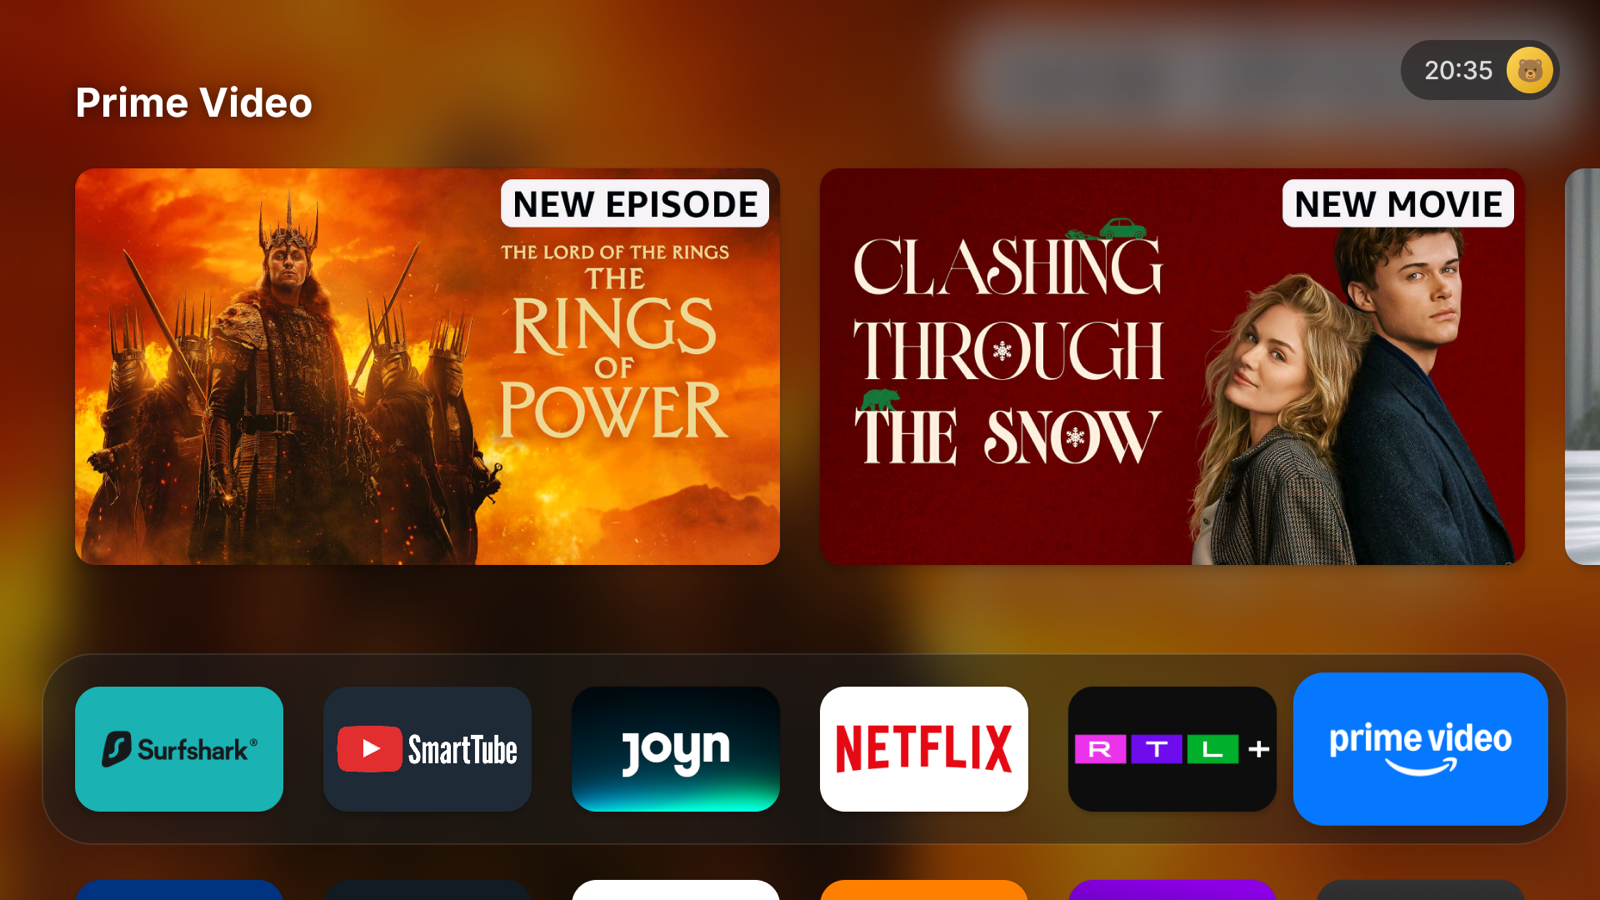 20:35
Prime Video
NEW EPISODE
THE LORD OF THE RINGS
THE
RINGS
OF
POWER
NEW MOVIE
CLASHING
THROUGH
THE SNOW
Surfshark®
SmartTube
joyn
NETFLIX
RTL+
prime video